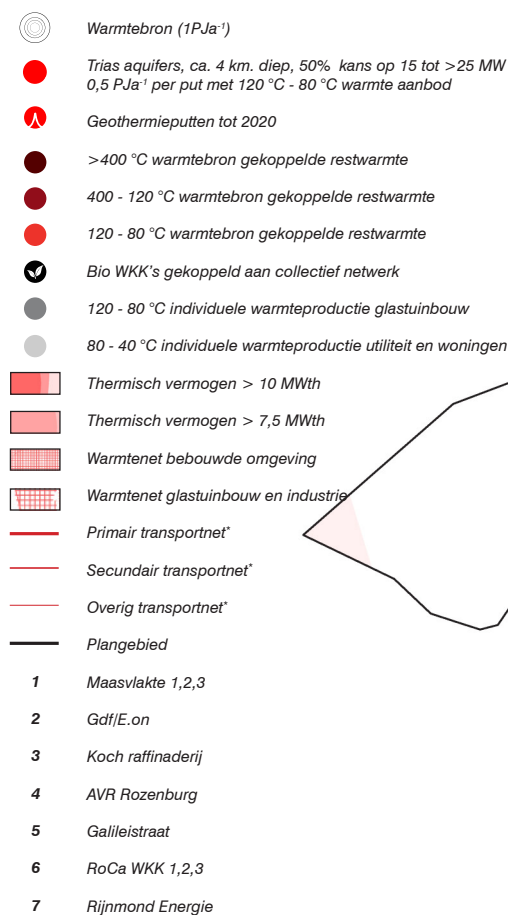 Warmtebron (1PJa⁻¹)
Trias aquifers, ca. 4 km. diep, 50% kans op 15 tot >25 MW
0,5 PJa⁻¹ per put met 120 °C - 80 °C warmte aanbod
Geothermieputten tot 2020
>400 °C warmtebron gekoppelde restwarmte
400 - 120 °C warmtebron gekoppelde restwarmte
120 - 80 °C warmtebron gekoppelde restwarmte
Bio WKK's gekoppeld aan collectief netwerk
120 - 80 °C individuele warmteproductie glastuinbouw
80 - 40 °C individuele warmteproductie utiliteit en woningen
Thermisch vermogen > 10 MWth
Thermisch vermogen > 7,5 MWth
Warmtenet bebouwde omgeving
Warmtenet glastuinbouw en industrie
Primair transportnet*
Secundair transportnet*
Overig transportnet*
Plangebied
1 Maasvlakte 1,2,3
2 Gdf/E.on
3 Koch raffinaderij
4 AVR Rozenburg
5 Galileistraat
6 RoCa WKK 1,2,3
7 Rijnmond Energie